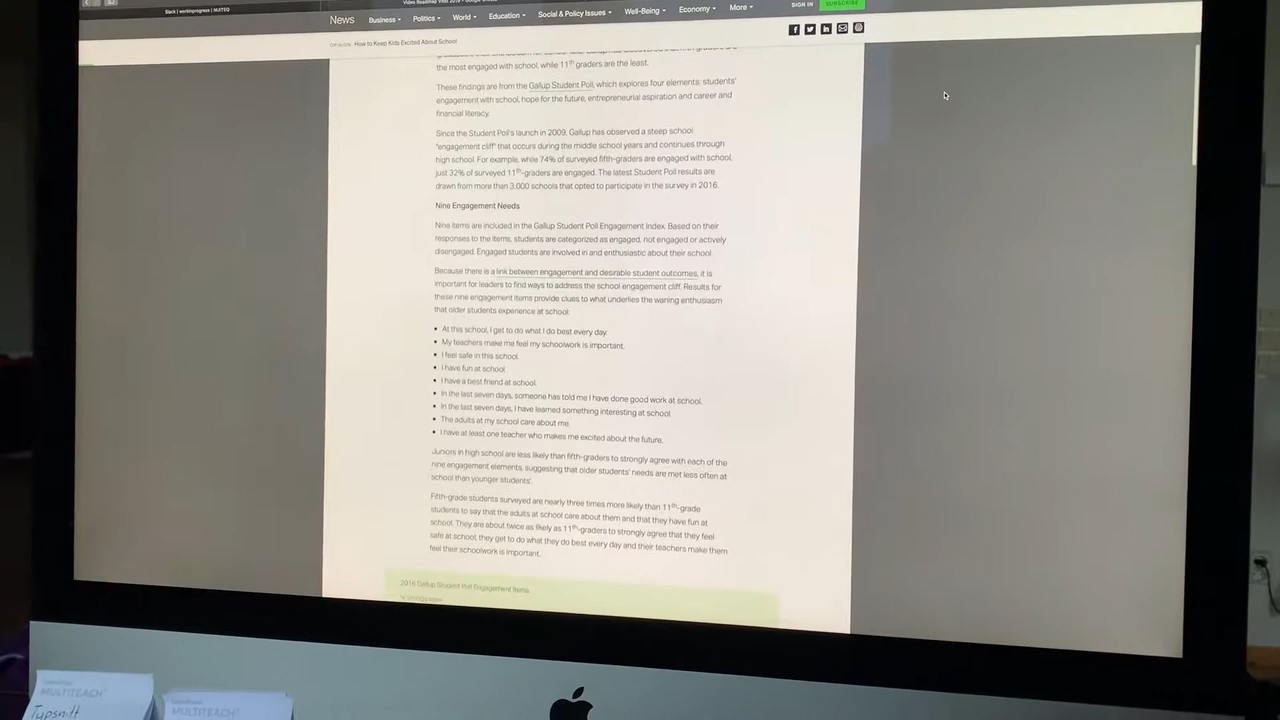 Slack | workinprogress | NUITEQ
News
Business
Politics
World
Education
Social & Policy Issues
Well-Being
Economy
More
SIGN IN
SUBSCRIBE
OPINION How to Keep Kids Excited About School
the most engaged with school, while 11th graders are the least.
These findings are from the Gallup Student Poll, which explores four elements: students'
engagement with school, hope for the future, entrepreneurial aspiration and career and
financial literacy.
Since the Student Poll's launch in 2009, Gallup has observed a steep school
"engagement cliff" that occurs during the middle school years and continues through
high school. For example, while 74% of surveyed fifth-graders are engaged with school,
just 32% of surveyed 11th-graders are engaged. The latest Student Poll results are
drawn from more than 3,000 schools that opted to participate in the survey in 2016.
Nine Engagement Needs
Nine items are included in the Gallup Student Poll Engagement Index. Based on their
responses to the items, students are categorized as engaged, not engaged or actively
disengaged. Engaged students are involved in and enthusiastic about their school.
Because there is a link between engagement and desirable student outcomes, it is
important for leaders to find ways to address the school engagement cliff. Results for
these nine engagement items provide clues to what underlies the waning enthusiasm
that older students experience at school:
• At this school, I get to do what I do best every day.
• My teachers make me feel my schoolwork is important.
• I feel safe in this school.
• I have fun at school.
• I have a best friend at school.
• In the last seven days, someone has told me I have done good work at school.
• In the last seven days, I have learned something interesting at school.
• The adults at my school care about me.
• I have at least one teacher who makes me excited about the future.
Juniors in high school are less likely than fifth-graders to strongly agree with each of the
nine engagement elements, suggesting that older students' needs are met less often at
school than younger students'.
Fifth-grade students surveyed are nearly three times more likely than 11th-grade
students to say that the adults at school care about them and that they have fun at
school. They are about twice as likely as 11th-graders to strongly agree that they feel
safe at school, they get to do what they do best every day and their teachers make them
feel their schoolwork is important.
2016 Gallup Student Poll Engagement Items
MULTITEACH
Typsnitt
MULTITEACH